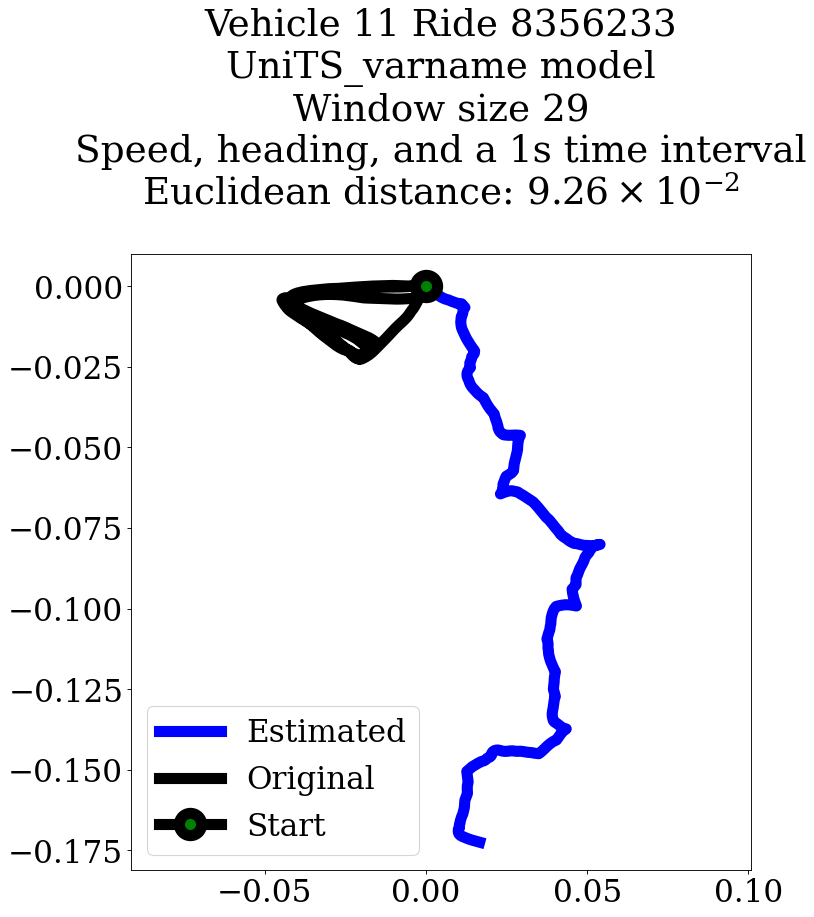 Vehicle 11 Ride 8356233
UniTS_varname model
Window size 29
Speed, heading, and a 1s time interval
Euclidean distance: 9.26 × 10⁻²
0.000
−0.025
−0.050
−0.075
−0.100
−0.125
−0.150
−0.175
Estimated
Original
Start
−0.05
0.00
0.05
0.10